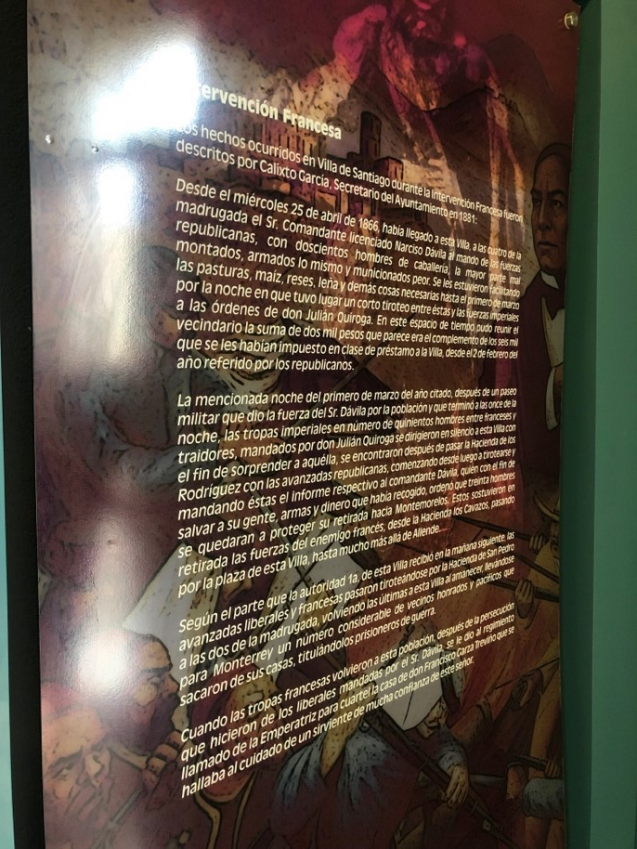 tervención Francesa
Los hechos ocurridos en Villa de Santiago durante la Intervención Francesa fueron
descritos por Calixto García, Secretario del Ayuntamiento en 1881.
Desde el miércoles 25 de abril de 1866, había llegado a esta Villa, a las cuatro de la
madrugada el Sr. Comandante licenciado Narciso Dávila al mando de las fuerzas
republicanas, con doscientos hombres de caballería, la mayor parte mal
montados, armados lo mismo y municionados peor. Se les estuvieron facilitando
las pasturas, maíz, reses, leña y demás cosas necesarias hasta el primero de marzo
por la noche en que tuvo lugar un corto tiroteo entre éstas y las fuerzas imperiales
a las órdenes de don Julián Quiroga. En este espacio de tiempo pudo reunir el
vecindario la suma de dos mil pesos que parece era el complemento de los seis mil
que se les habían impuesto en clase de préstamo a la Villa, desde el 2 de febrero del
año referido por los republicanos.
La mencionada noche del primero de marzo del año citado, después de un paseo
militar que dio la fuerza del Sr. Dávila por la población y que terminó a las once de la
noche, las tropas imperiales en número de quinientos hombres entre franceses y
traidores, mandados por don Julián Quiroga se dirigieron en silencio a esta Villa con
el fin de sorprender a aquélla, se encontraron después de pasar la Hacienda de los
Rodríguez con las avanzadas republicanas, comenzando desde luego a tirotearse y
mandando éstas el informe respectivo al comandante Dávila, quien con el fin de
salvar a su gente, armas y dinero que había recogido, ordenó que treinta hombres
se quedaran a proteger su retirada hacia Montemorelos. Estos sostuvieron en
retirada las fuerzas del enemigo francés, desde la Hacienda los Cavazos, pasando
por la plaza de esta Villa, hasta mucho más allá de Allende....
Según el parte que la autoridad 1a. de esta Villa recibió en la mañana siguiente, las
avanzadas liberales y francesas pasaron tiroteándose por la Hacienda de San Pedro
a las dos de la madrugada, volviendo las últimas a esta Villa al amanecer, llevándose
para Monterrey un número considerable de vecinos honrados y pacíficos que
sacaron de sus casas, titulándolos prisioneros de guerra.
Cuando las tropas francesas volvieron a esta población, después de la persecución
que hicieron de los liberales mandadas por el Sr. Dávila, se le dio al regimiento
llamado de la Emperatriz para cuartel la casa de don Francisco Garza Treviño que se
hallaba al cuidado de un sirviente de mucha confianza de este señor.